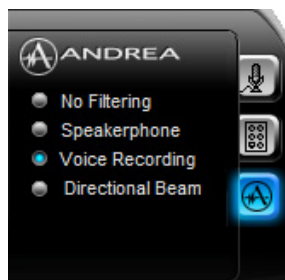 ANDREA
No Filtering
Speakerphone
Voice Recording
Directional Beam